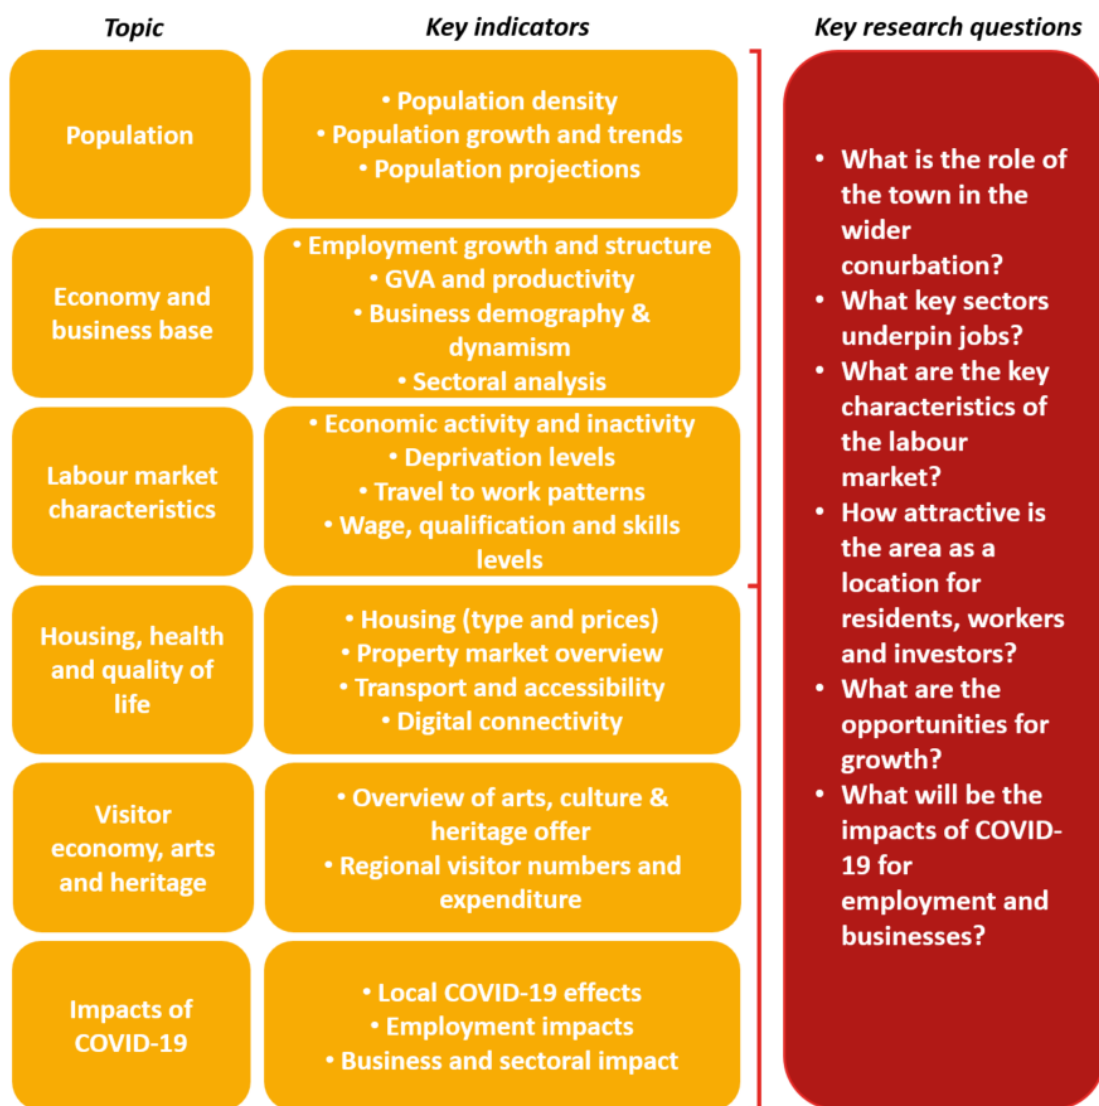 Topic
Key indicators
Key research questions
Population
• Population density
• Population growth and trends
• Population projections
Economy and
business base
• Employment growth and structure
• GVA and productivity
• Business demography &
dynamism
• Sectoral analysis
Labour market
characteristics
• Economic activity and inactivity
• Deprivation levels
• Travel to work patterns
• Wage, qualification and skills
levels
Housing, health
and quality of
life
• Housing (type and prices)
• Property market overview
• Transport and accessibility
• Digital connectivity
Visitor
economy, arts
and heritage
• Overview of arts, culture &
heritage offer
• Regional visitor numbers and
expenditure
Impacts of
COVID-19
• Local COVID-19 effects
• Employment impacts
• Business and sectoral impact
• What is the role of
the town in the
wider
conurbation?
• What key sectors
underpin jobs?
• What are the key
characteristics of
the labour
market?
• How attractive is
the area as a
location for
residents, workers
and investors?
• What are the
opportunities for
growth?
• What will be the
impacts of COVID-
19 for
employment and
businesses?